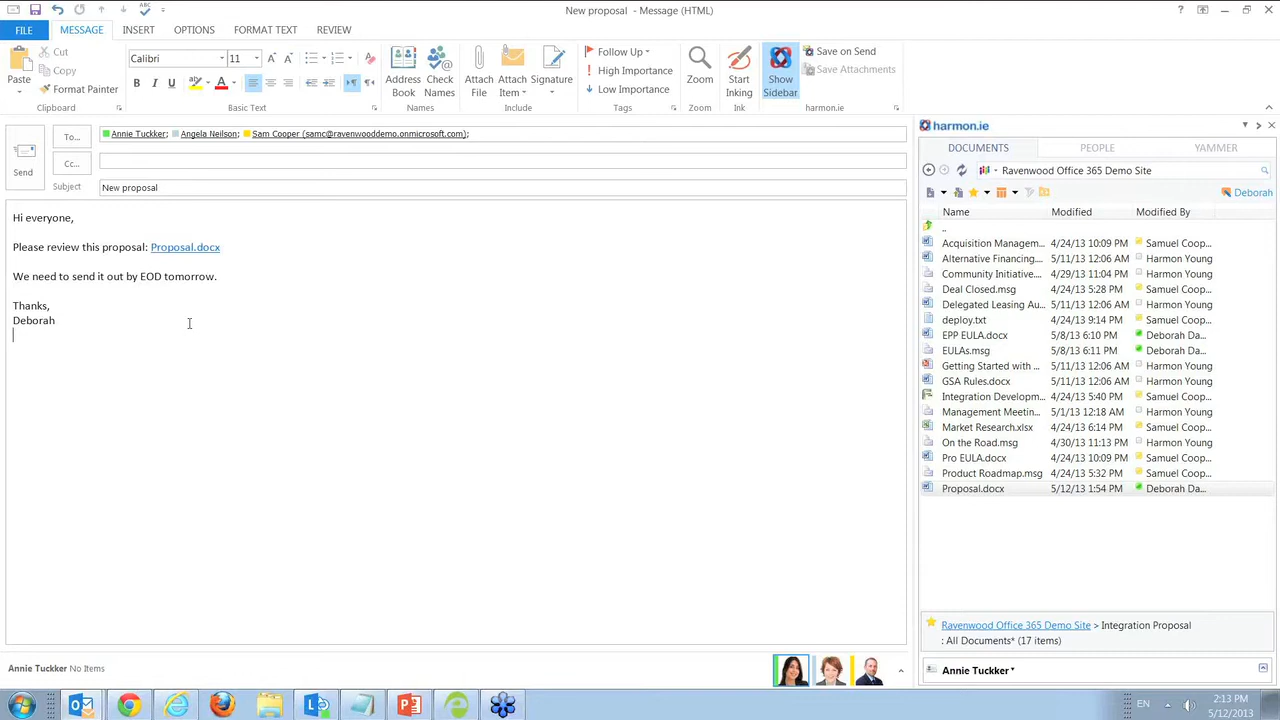 ABC
New proposal - Message (HTML)
?
FILE MESSAGE INSERT OPTIONS FORMAT TEXT REVIEW
Paste
Cut
Copy
Format Painter
Clipboard
Calibri 11
B I U A
Basic Text
Address Book
Check Names
Names
Attach File
Attach Item
Signature
Include
Follow Up
High Importance
Low Importance
Tags
Zoom
Zoom
Start Inking
Ink
Show Sidebar
Save on Send
Save Attachments
harmon.ie
Send
To... Annie Tuckker; Angela Neilson; Sam Cooper (samc@ravenwooddemo.onmicrosoft.com);
Cc...
Subject New proposal
Hi everyone,
Please review this proposal: Proposal.docx
We need to send it out by EOD tomorrow.
Thanks,
Deborah
harmon.ie
DOCUMENTS PEOPLE YAMMER
Ravenwood Office 365 Demo Site
Deborah
Name Modified Modified By
..
Acquisition Managem... 4/24/13 10:09 PM Samuel Coop...
Alternative Financing.... 5/11/13 12:06 AM Harmon Young
Community Initiative.... 4/29/13 11:04 PM Harmon Young
Deal Closed.msg 4/24/13 5:28 PM Samuel Coop...
Delegated Leasing Au... 5/11/13 12:06 AM Harmon Young
deploy.txt 4/24/13 9:14 PM Samuel Coop...
EPP EULA.docx 5/8/13 6:10 PM Deborah Da...
EULAs.msg 5/8/13 6:11 PM Deborah Da...
Getting Started with ... 5/11/13 12:06 AM Harmon Young
GSA Rules.docx 5/11/13 12:06 AM Harmon Young
Integration Developm... 4/24/13 5:40 PM Samuel Coop...
Management Meetin... 5/1/13 12:18 AM Harmon Young
Market Research.xlsx 4/24/13 6:14 PM Samuel Coop...
On the Road.msg 4/30/13 11:13 PM Harmon Young
Pro EULA.docx 4/24/13 10:09 PM Samuel Coop...
Product Roadmap.msg 4/24/13 5:32 PM Samuel Coop...
Proposal.docx 5/12/13 1:54 PM Deborah Da...
Ravenwood Office 365 Demo Site > Integration Proposal
: All Documents* (17 items)
Annie Tuckker No Items
Annie Tuckker
EN
2:13 PM
5/12/2013